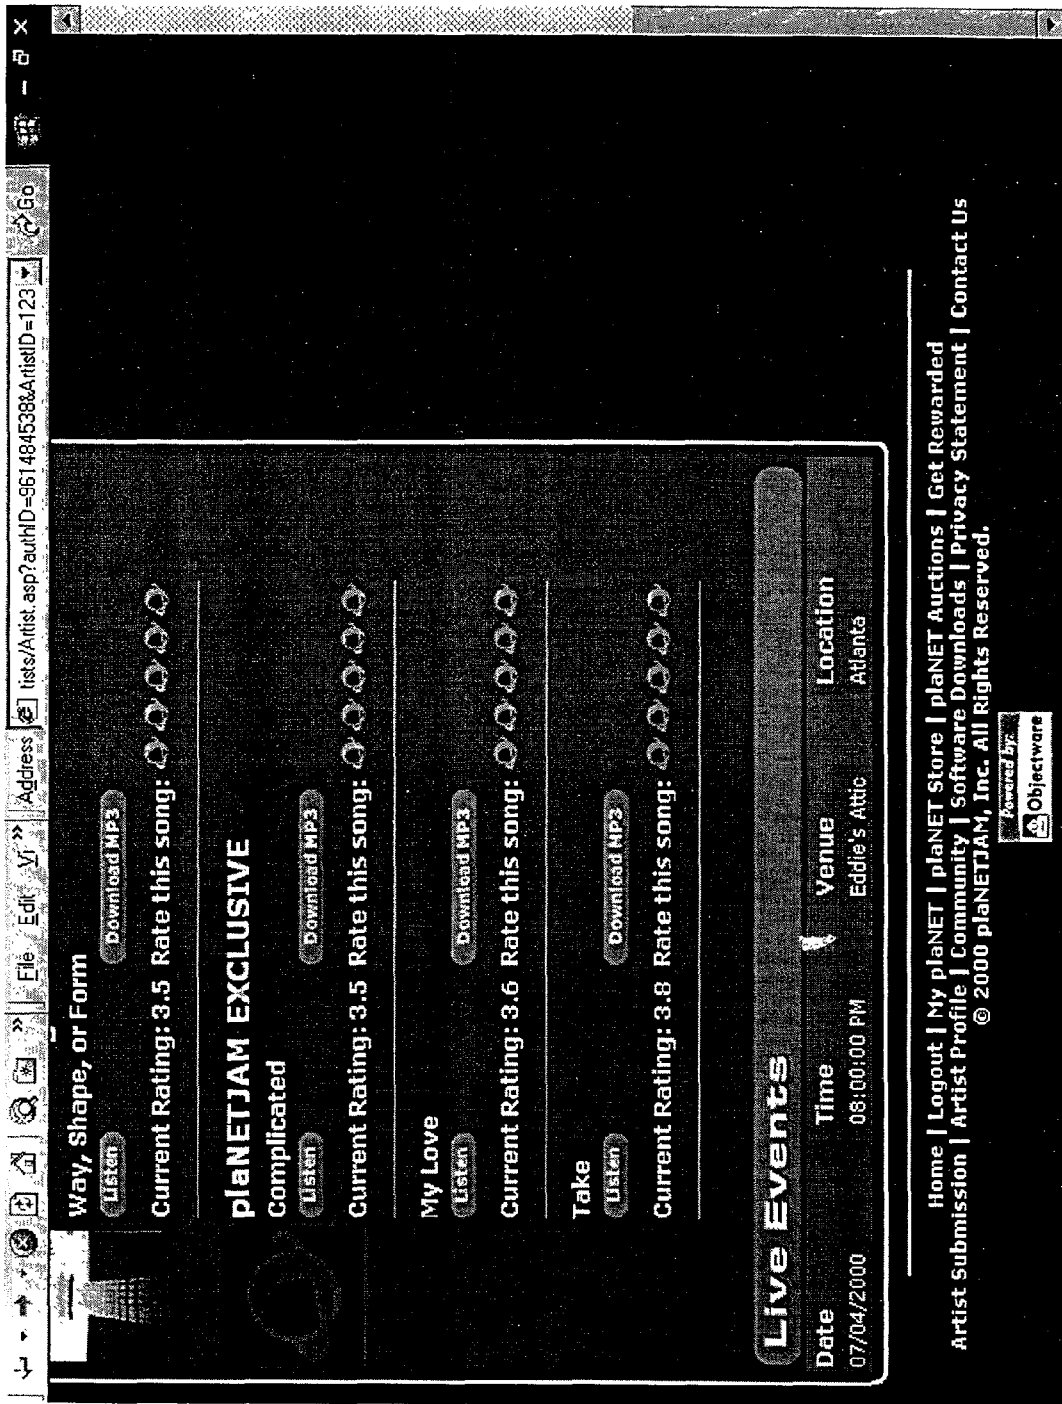 File Edit Vi » Address tists/Artist.asp?authID=961484538&ArtistID=123 Go
Way, Shape, or Form
Listen Download MP3
Current Rating: 3.5 Rate this song:
plaNETJAM EXCLUSIVE
Complicated
Listen Download MP3
Current Rating: 3.5 Rate this song:
My Love
Listen Download MP3
Current Rating: 3.6 Rate this song:
Take
Listen Download MP3
Current Rating: 3.8 Rate this song:
Live Events
Date Time Venue Location
07/04/2000 08:00:00 PM Eddie's Attic Atlanta
Home | Logout | My plaNET | plaNET Store | plaNET Auctions | Get Rewarded
Artist Submission | Artist Profile | Community | Software Downloads | Privacy Statement | Contact Us
© 2000 plaNETJAM, Inc. All Rights Reserved.
Powered by:
Objectware